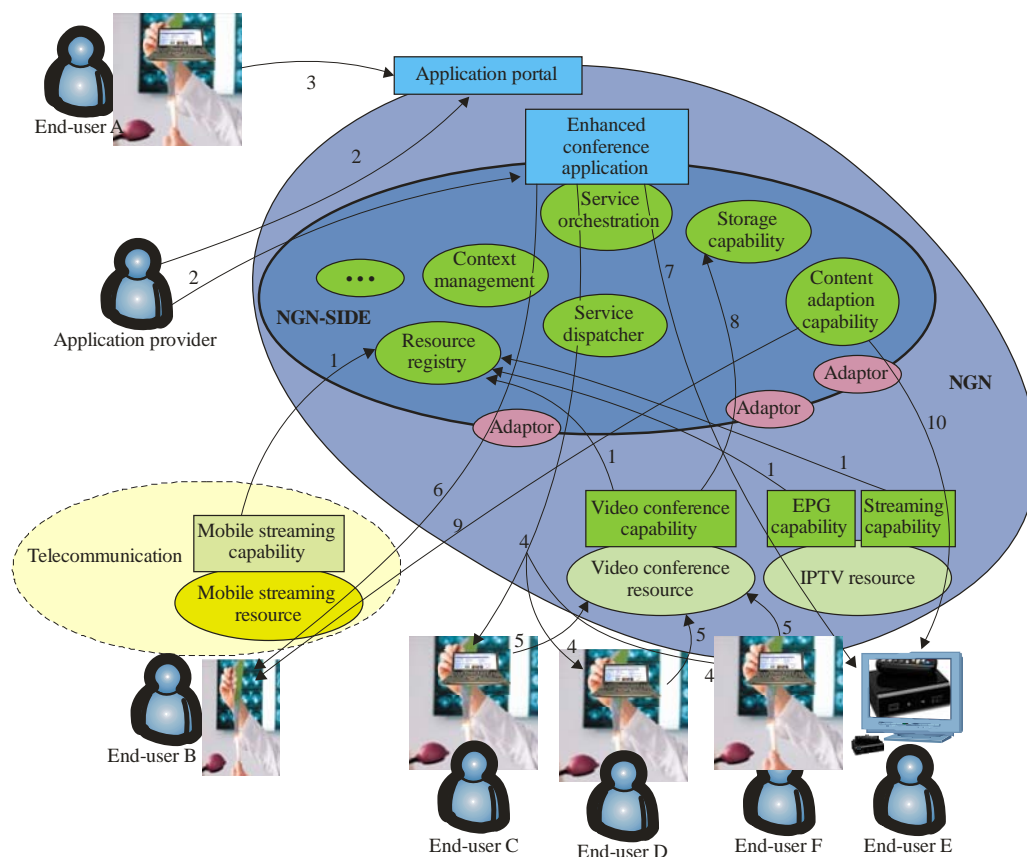 Application portal
3
End-user A
Enhanced
conference
application
2
Service
orchestration
Storage
capability
7
2
• • •
Context
management
Content
adaption
capability
NGN-SIDE
Service
dispatcher
8
Application provider
1
Resource
registry
Adaptor
NGN
Adaptor
Adaptor
10
1
1
1
6
Video conference
capability
EPG
capability
Streaming
capability
9
Mobile streaming
capability
Telecommunication
4
Video conference
resource
IPTV resource
Mobile streaming
resource
5
4
5
5
4
End-user B
End-user C
End-user D
End-user F
End-user E